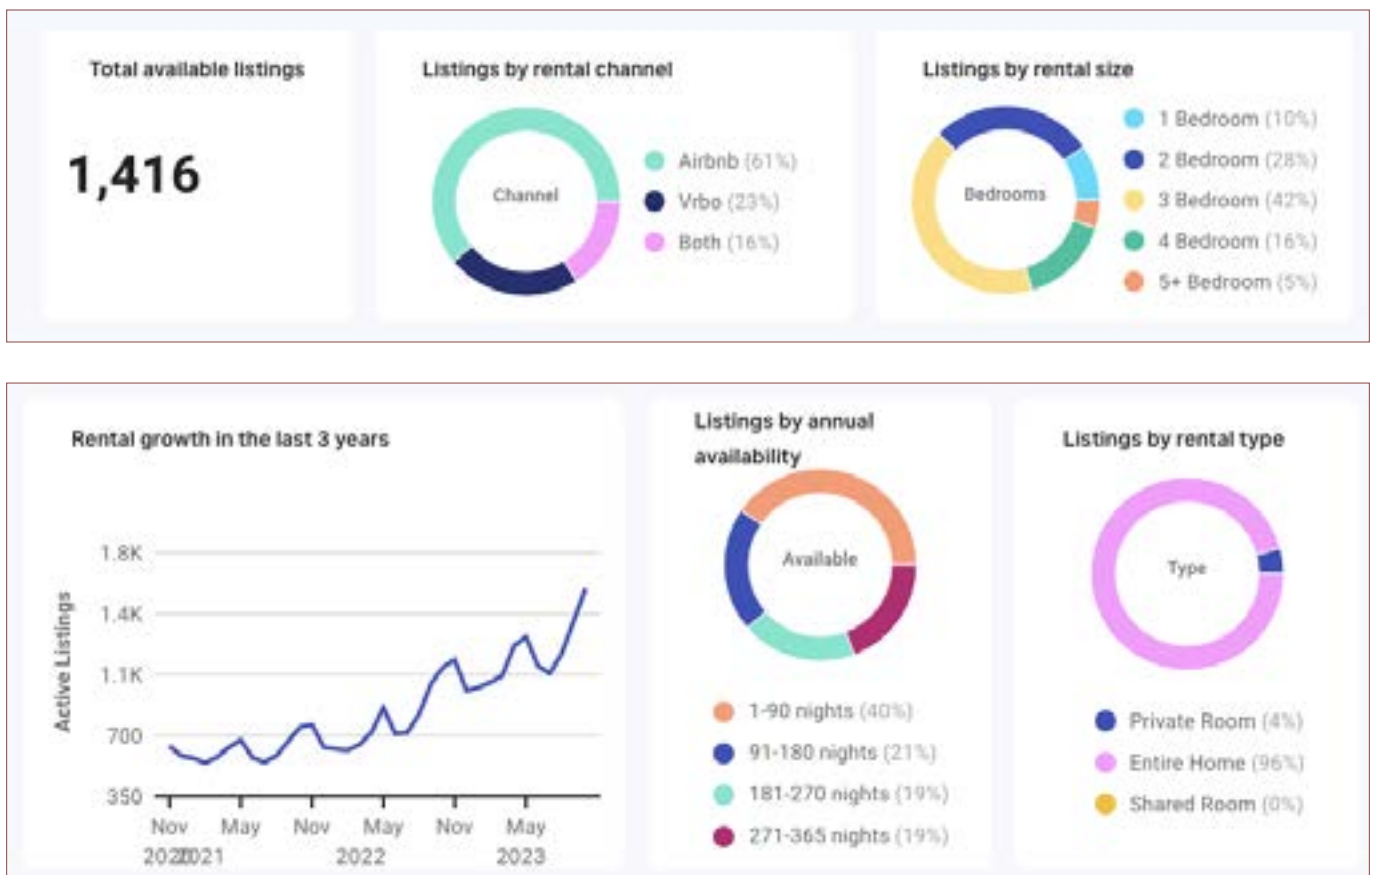 Total available listings
1,416
Listings by rental channel
Channel
Airbnb (61%)
Vrbo (23%)
Both (16%)
Listings by rental size
Bedrooms
1 Bedroom (10%)
2 Bedroom (28%)
3 Bedroom (42%)
4 Bedroom (16%)
5+ Bedroom (5%)
Rental growth in the last 3 years
Active Listings
1.8K
1.4K
1.1K
700
350
Nov May Nov May Nov May
2020 2021 2022 2023
Listings by annual
availability
Available
1-90 nights (40%)
91-180 nights (21%)
181-270 nights (19%)
271-365 nights (19%)
Listings by rental type
Type
Private Room (4%)
Entire Home (96%)
Shared Room (0%)